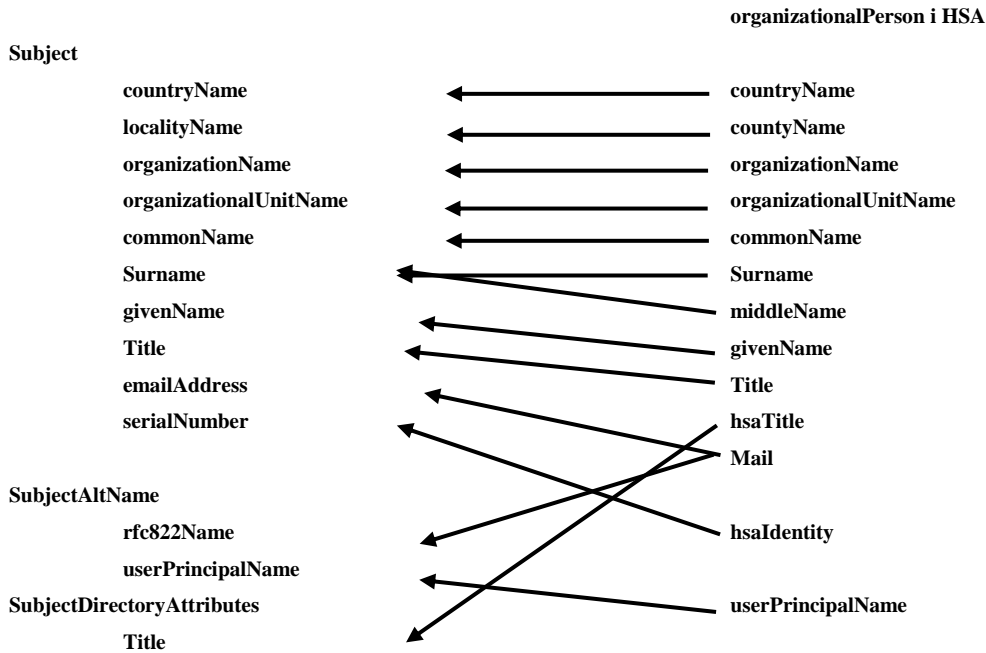 organizationalPerson i HSA
Subject
countryName countryName
localityName countyName
organizationName organizationName
organizationalUnitName organizationalUnitName
commonName commonName
Surname Surname
givenName middleName
Title givenName
emailAddress Title
serialNumber hsaTitle
Mail
SubjectAltName
rfc822Name hsaIdentity
userPrincipalName
SubjectDirectoryAttributes userPrincipalName
Title